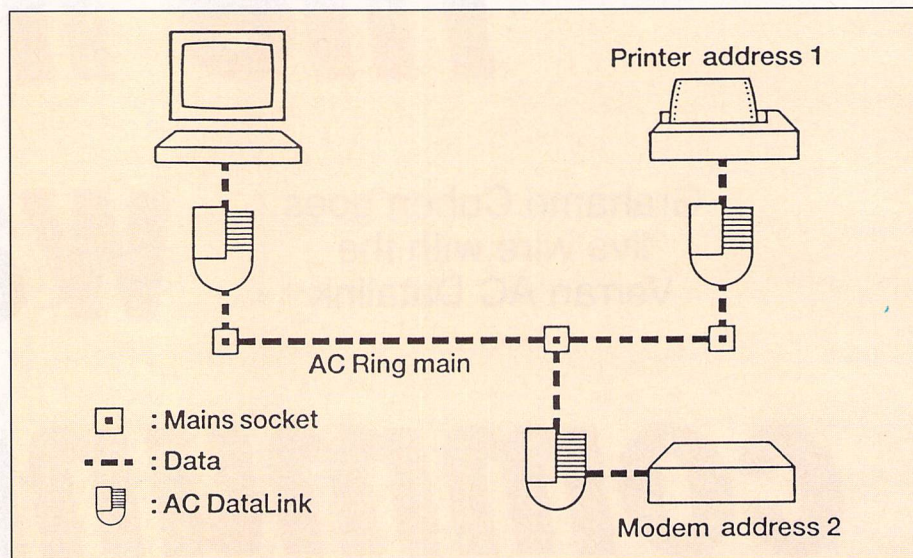 Printer address 1
AC Ring main
: Mains socket
: Data
: AC DataLink
Modem address 2